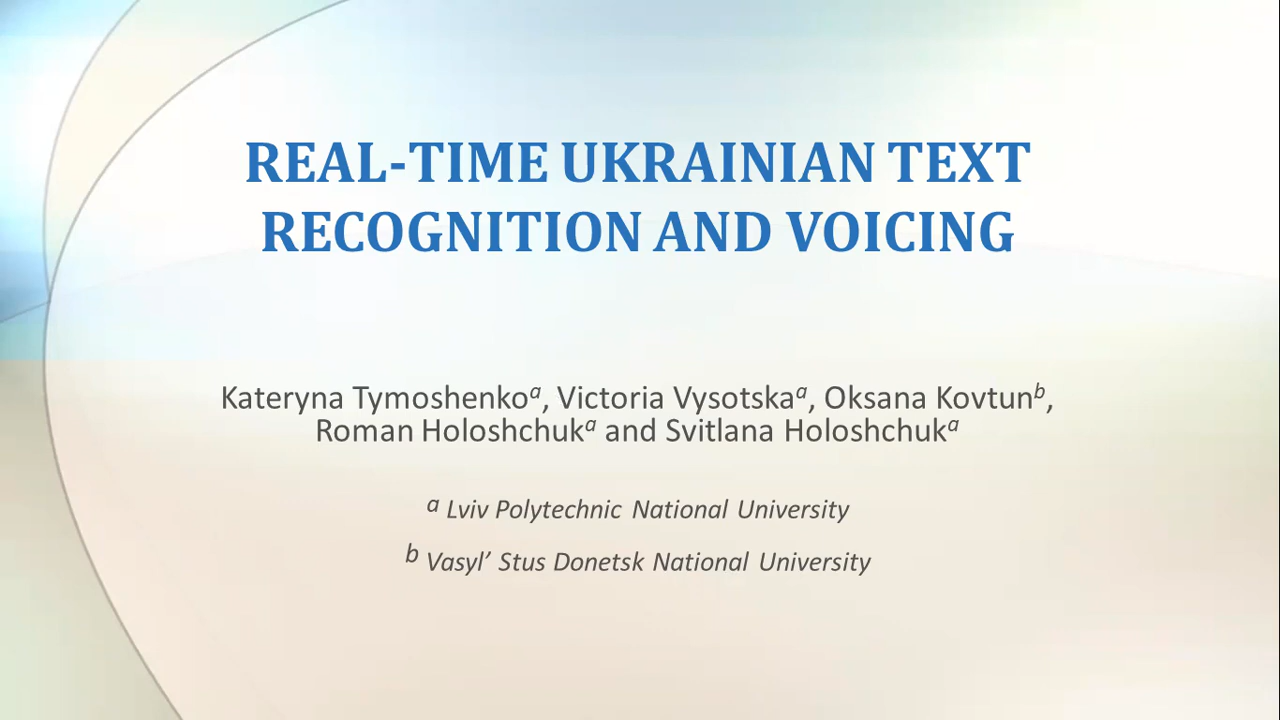 REAL-TIME UKRAINIAN TEXT
RECOGNITION AND VOICING
Kateryna Tymoshenkoᵃ, Victoria Vysotskaᵃ, Oksana Kovtunᵇ,
Roman Holoshchukᵃ and Svitlana Holoshchukᵃ
ᵃ Lviv Polytechnic National University
ᵇ Vasyl’ Stus Donetsk National University